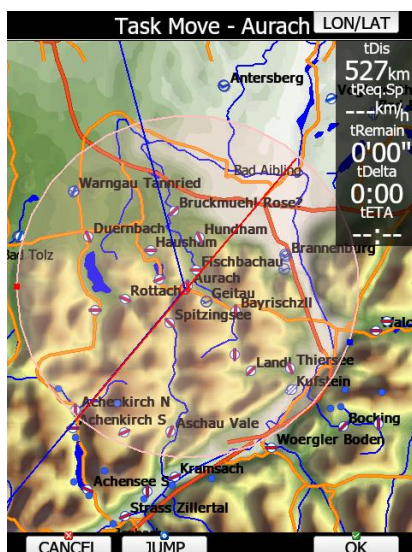 Task Move - Aurach
LON/LAT
tDis
527km
tReq.Sp
---km/h
tRemain
0'00"
tDelta
0:00
tETA
--:--
Antersberg
Bad Aibling
Warngau Tannried
Bruckmuehl Rose?
Duernbach
Hundham
Hausham
Brannenburg
Bad Tolz
Fischbachau
Aurach
Rottach
Geitau
Bayrischzll
Spitzingsee
Landl
Thiersee
Kufstein
Achenkirch N
Achenkirch S
Aschau Vale
Bocking
Woergler Boden
Kramsach
Achensee S
Strass Zillertal
CANCEL
JUMP
OK